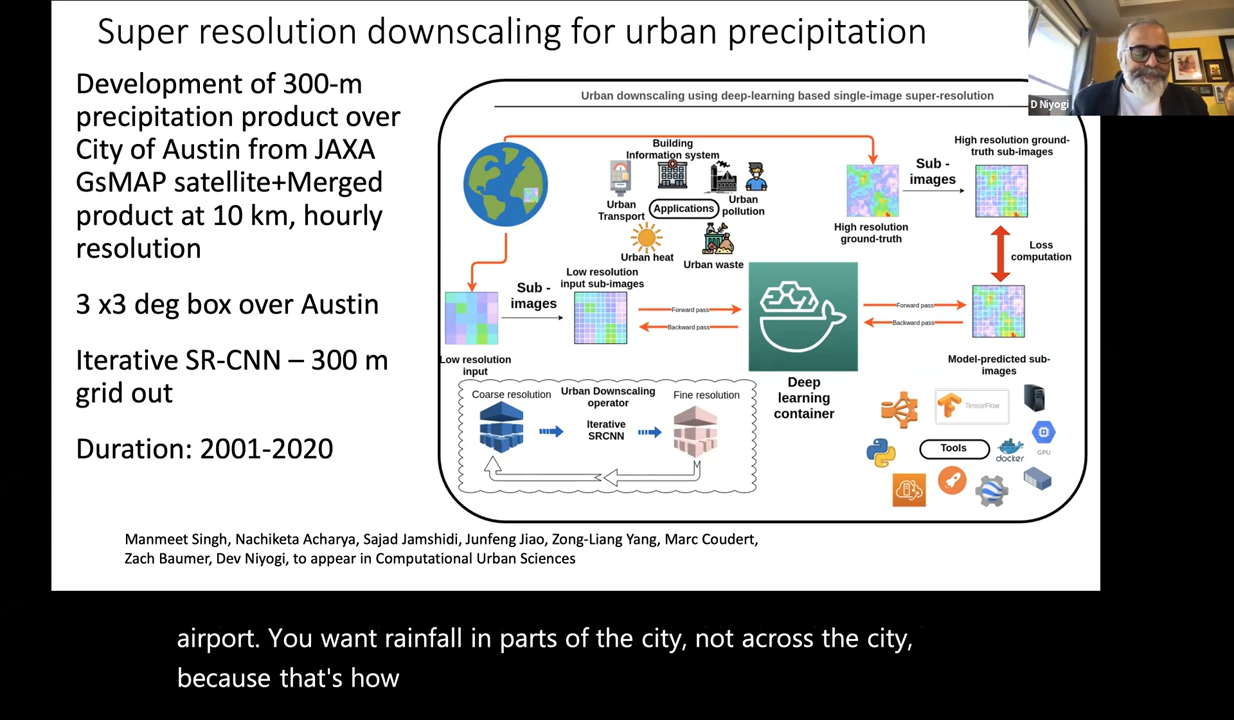 Super resolution downscaling for urban precipitation
D Niyogi
Development of 300-m
precipitation product over
City of Austin from JAXA
GsMAP satellite+Merged
product at 10 km, hourly
resolution
3 x3 deg box over Austin
Iterative SR-CNN – 300 m
grid out
Duration: 2001-2020
Urban downscaling using deep-learning based single-image super-resolution
Building
Information system
Urban
Transport
Applications
Urban
pollution
Urban heat
Urban waste
High resolution
ground-truth
Sub -
images
High resolution ground-
truth sub-images
Loss
computation
Low resolution
input
Sub -
images
Low resolution
input sub-images
Forward pass
Backward pass
Deep
learning
container
Forward pass
Backward pass
Model-predicted sub-
images
Coarse resolution
Urban Downscaling
operator
Iterative
SRCNN
Fine resolution
TensorFlow
Tools
docker
GPU
Manmeet Singh, Nachiketa Acharya, Sajad Jamshidi, Junfeng Jiao, Zong-Liang Yang, Marc Coudert,
Zach Baumer, Dev Niyogi, to appear in Computational Urban Sciences
airport. You want rainfall in parts of the city, not across the city,
because that's how